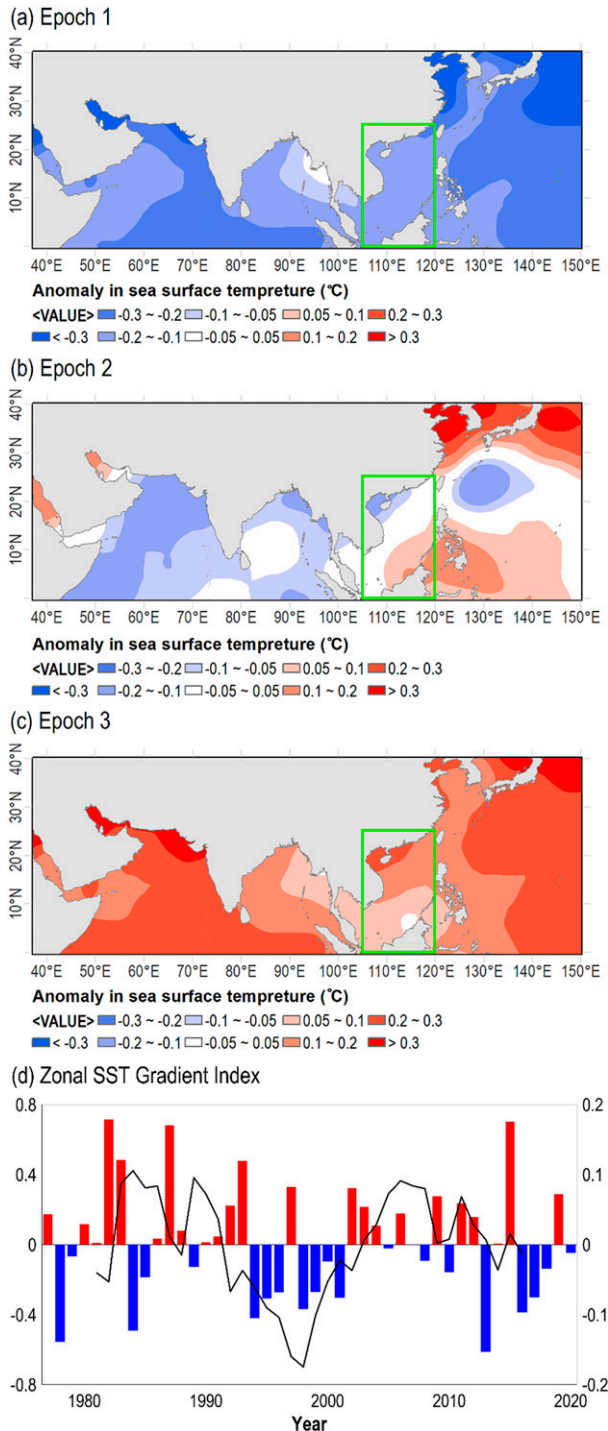 (a) Epoch 1
40°N
30°N
20°N
10°N
40°E 50°E 60°E 70°E 80°E 90°E 100°E 110°E 120°E 130°E 140°E 150°E
Anomaly in sea surface tempreture (℃)
<VALUE> -0.3 ~ -0.2 -0.1 ~ -0.05 0.05 ~ 0.1 0.2 ~ 0.3
< -0.3 -0.2 ~ -0.1 -0.05 ~ 0.05 0.1 ~ 0.2 > 0.3
(b) Epoch 2
40°N
30°N
20°N
10°N
40°E 50°E 60°E 70°E 80°E 90°E 100°E 110°E 120°E 130°E 140°E 150°E
Anomaly in sea surface tempreture (℃)
<VALUE> -0.3 ~ -0.2 -0.1 ~ -0.05 0.05 ~ 0.1 0.2 ~ 0.3
< -0.3 -0.2 ~ -0.1 -0.05 ~ 0.05 0.1 ~ 0.2 > 0.3
(c) Epoch 3
40°N
30°N
20°N
10°N
40°E 50°E 60°E 70°E 80°E 90°E 100°E 110°E 120°E 130°E 140°E 150°E
Anomaly in sea surface tempreture (℃)
<VALUE> -0.3 ~ -0.2 -0.1 ~ -0.05 0.05 ~ 0.1 0.2 ~ 0.3
< -0.3 -0.2 ~ -0.1 -0.05 ~ 0.05 0.1 ~ 0.2 > 0.3
(d) Zonal SST Gradient Index
0.8 0.2
0.4 0.1
0 0
-0.4 -0.1
-0.8 -0.2
1980 1990 2000 2010 2020
Year